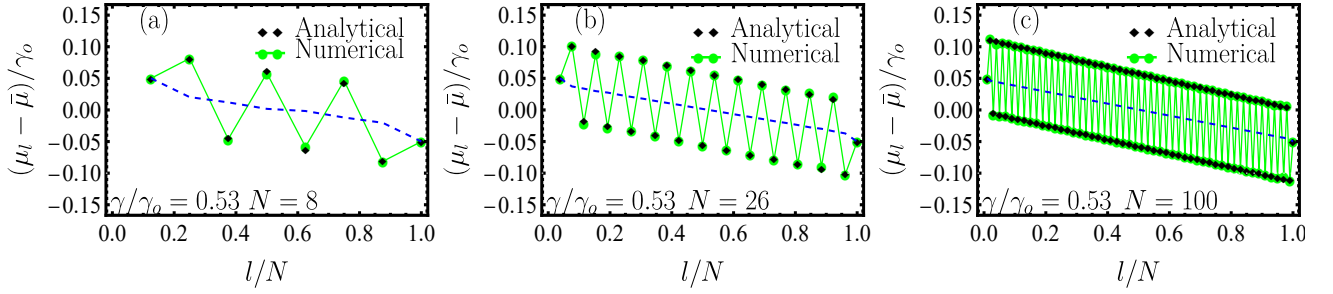 (a)
Analytical
Numerical
(μ_l − μ̄)/γ_o
0.15
0.10
0.05
0.00
−0.05
−0.10
−0.15
γ/γ_o = 0.53 N = 8
0.0 0.2 0.4 0.6 0.8 1.0
l/N
(b)
Analytical
Numerical
(μ_l − μ̄)/γ_o
0.15
0.10
0.05
0.00
−0.05
−0.10
−0.15
γ/γ_o = 0.53 N = 26
0.0 0.2 0.4 0.6 0.8 1.0
l/N
(c)
Analytical
Numerical
(μ_l − μ̄)/γ_o
0.15
0.10
0.05
0.00
−0.05
−0.10
−0.15
γ/γ_o = 0.53 N = 100
0.0 0.2 0.4 0.6 0.8 1.0
l/N